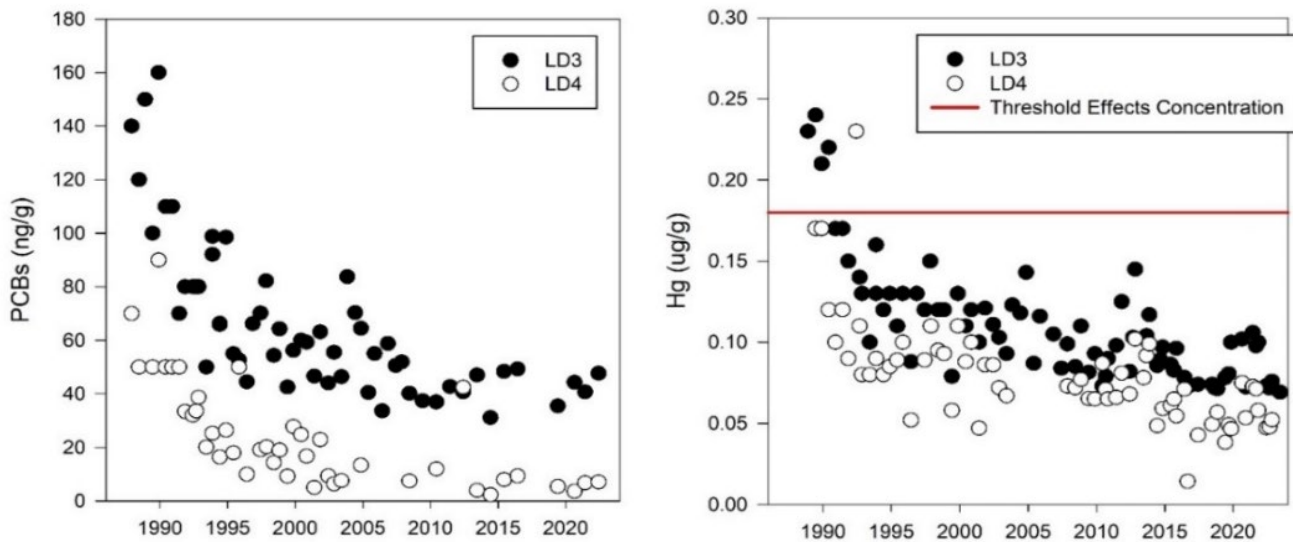 180
160
140
120
100
80
60
40
20
0
PCBs (ng/g)
LD3
LD4
1990 1995 2000 2005 2010 2015 2020
0.30
0.25
0.20
0.15
0.10
0.05
0.00
Hg (ug/g)
LD3
LD4
Threshold Effects Concentration
1990 1995 2000 2005 2010 2015 2020